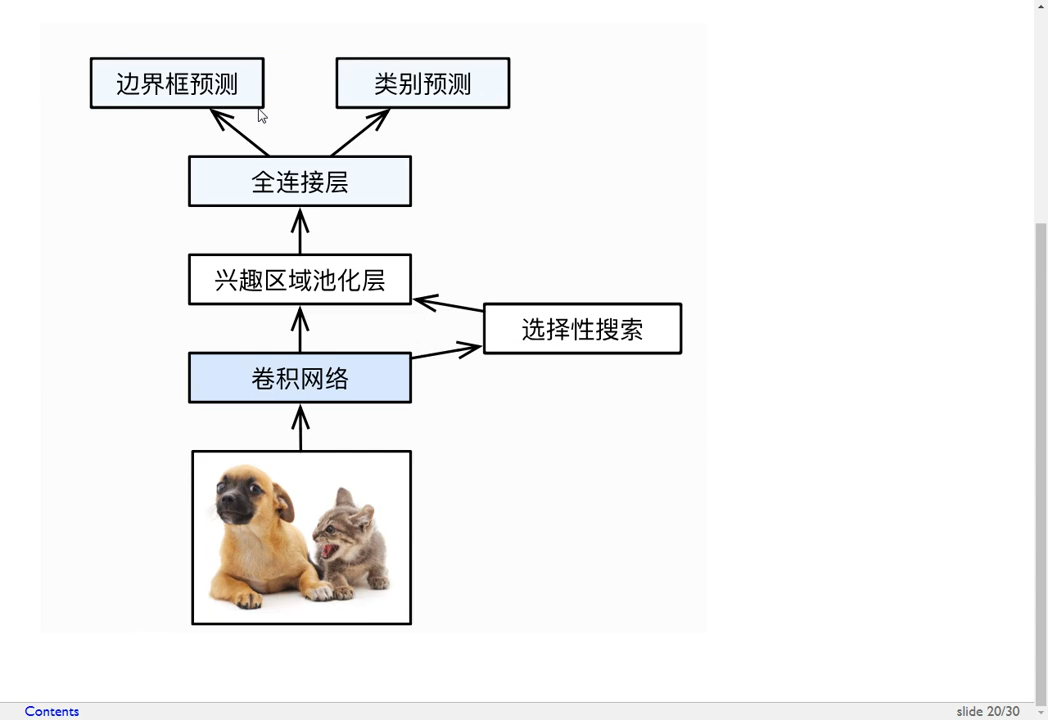 边界框预测
类别预测
全连接层
兴趣区域池化层
选择性搜索
卷积网络
Contents
slide 20/30